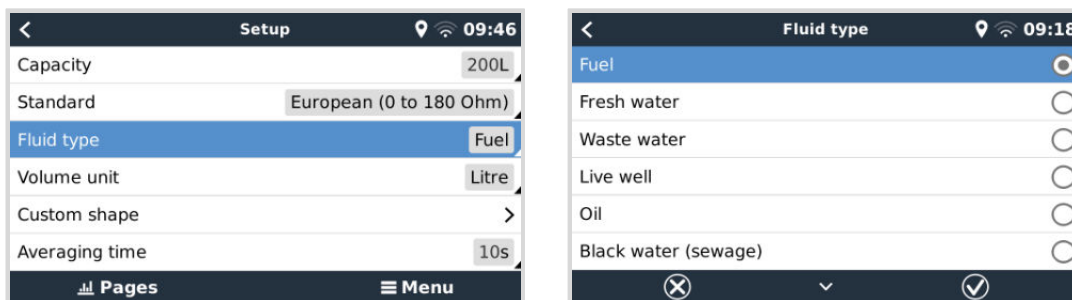 Setup 09:46
Capacity 200L
Standard European (0 to 180 Ohm)
Fluid type Fuel
Volume unit Litre
Custom shape
Averaging time 10s
Pages Menu
Fluid type 09:18
Fuel
Fresh water
Waste water
Live well
Oil
Black water (sewage)